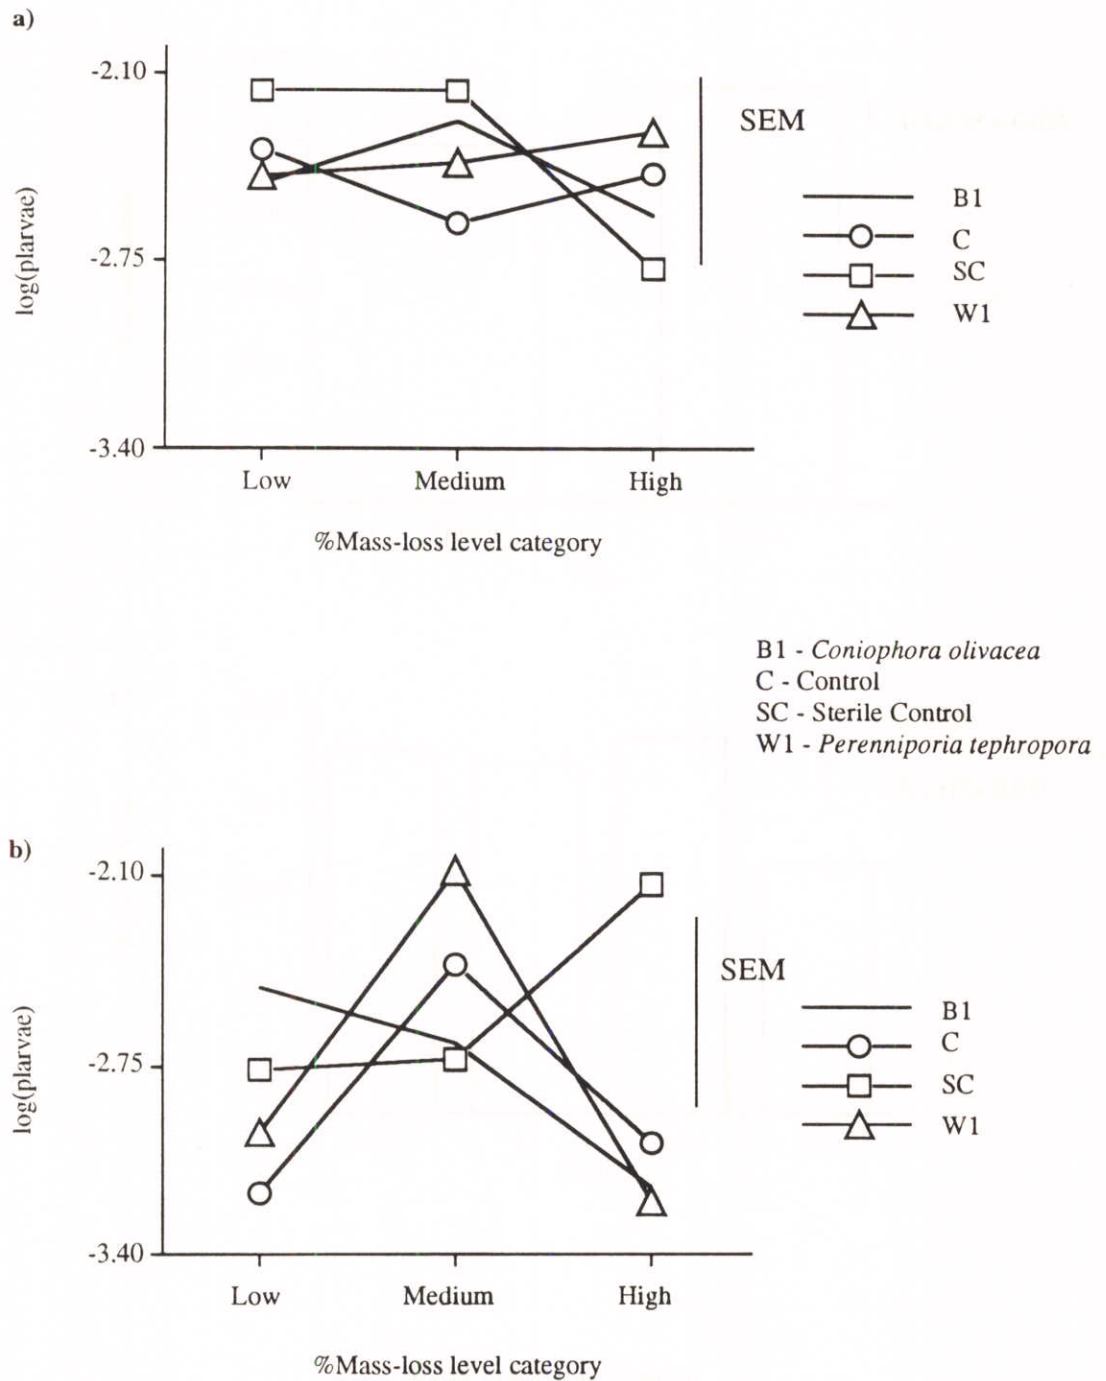 a)
-2.10
SEM
B1
C
SC
W1
log(plarvae)
-2.75
-3.40
Low Medium High
%Mass-loss level category
B1 - Coniophora olivacea
C - Control
SC - Sterile Control
W1 - Perenniporia tephropora
b)
-2.10
SEM
B1
C
SC
W1
log(plarvae)
-2.75
-3.40
Low Medium High
%Mass-loss level category